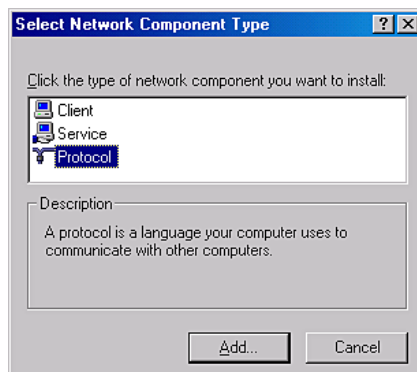 Select Network Component Type
Click the type of network component you want to install:
Client
Service
Protocol
Description
A protocol is a language your computer uses to
communicate with other computers.
Add...
Cancel